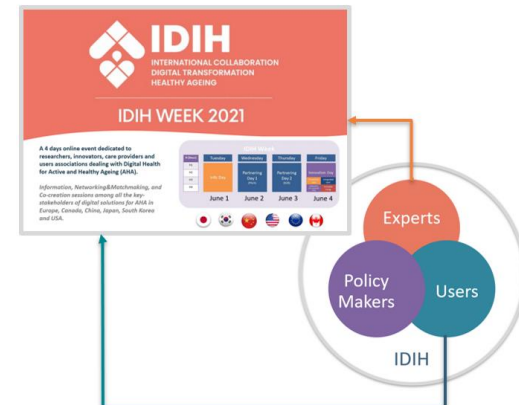 IDIH
INTERNATIONAL COLLABORATION
DIGITAL TRANSFORMATION
HEALTHY AGEING
IDIH WEEK 2021
A 4 days online event dedicated to
researchers, innovators, care providers and
users associations dealing with Digital Health
for Active and Healthy Ageing (AHA).
Information, Networking&Matchmaking, and
Co-creation sessions among all the key-
stakeholders of digital solutions for AHA in
Europe, Canada, China, Japan, South Korea
and USA.
IDIH Week
Tuesday Wednesday Thursday Friday
Partnering Partnering
Day 1 Day 2
June 1 June 2 June 3 June 4
Experts
Policy
Makers
Users
IDIH